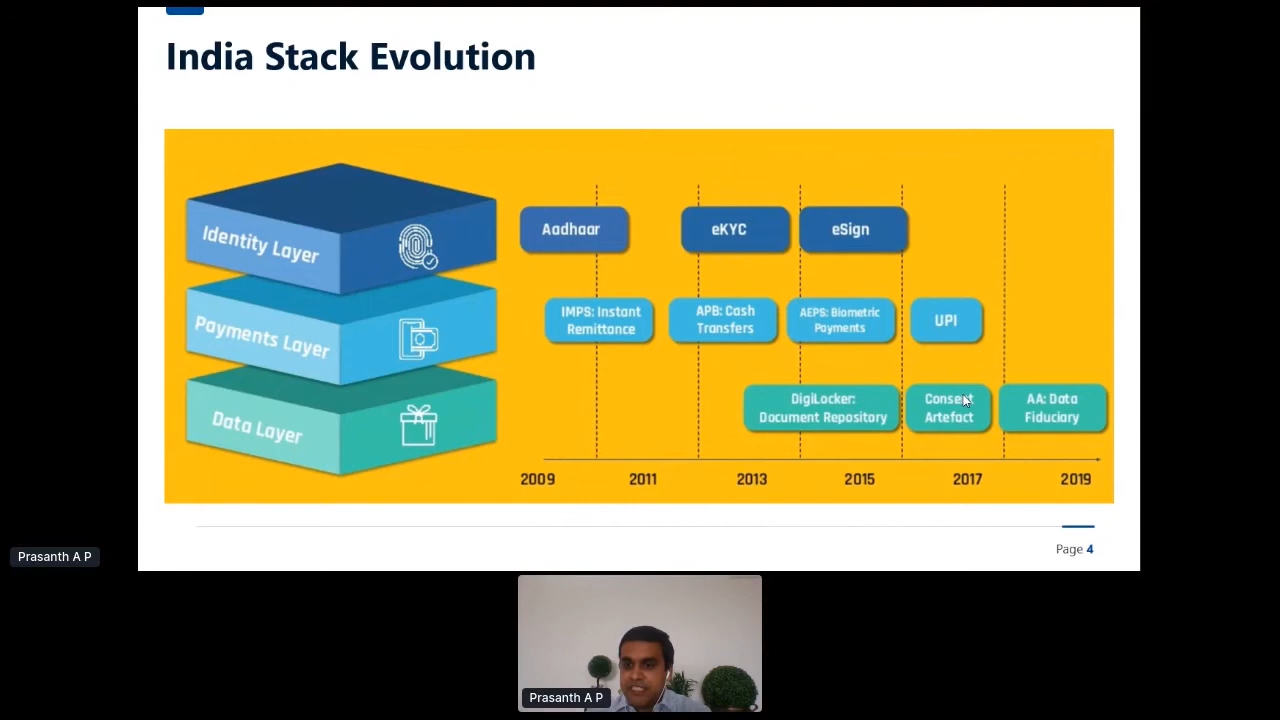 India Stack Evolution
Identity Layer
Payments Layer
Data Layer
Aadhaar
eKYC
eSign
IMPS: Instant
Remittance
APB: Cash
Transfers
AEPS: Biometric
Payments
UPI
DigiLocker:
Document Repository
Consent
Artefact
AA: Data
Fiduciary
2009
2011
2013
2015
2017
2019
Page 4
Prasanth A P
Prasanth A P